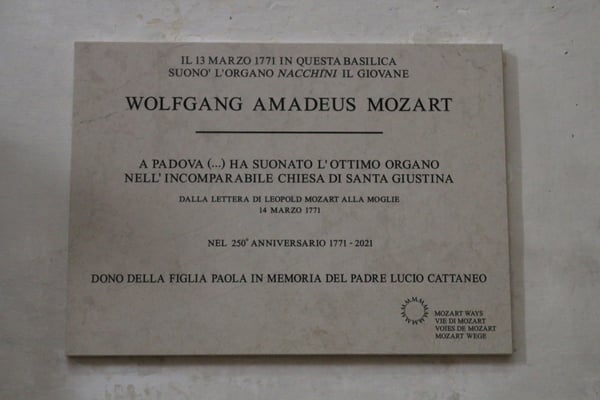 IL 13 MARZO 1771 IN QUESTA BASILICA
SUONO' L'ORGANO NACCHINI IL GIOVANE
WOLFGANG AMADEUS MOZART
A PADOVA (...) HA SUONATO L'OTTIMO ORGANO
NELL'INCOMPARABILE CHIESA DI SANTA GIUSTINA
DALLA LETTERA DI LEOPOLD MOZART ALLA MOGLIE
14 MARZO 1771
NEL 250° ANNIVERSARIO 1771 - 2021
DONO DELLA FIGLIA PAOLA IN MEMORIA DEL PADRE LUCIO CATTANEO
MOZART WAYS
VIE DI MOZART
VOIES DE MOZART
MOZART WEGE